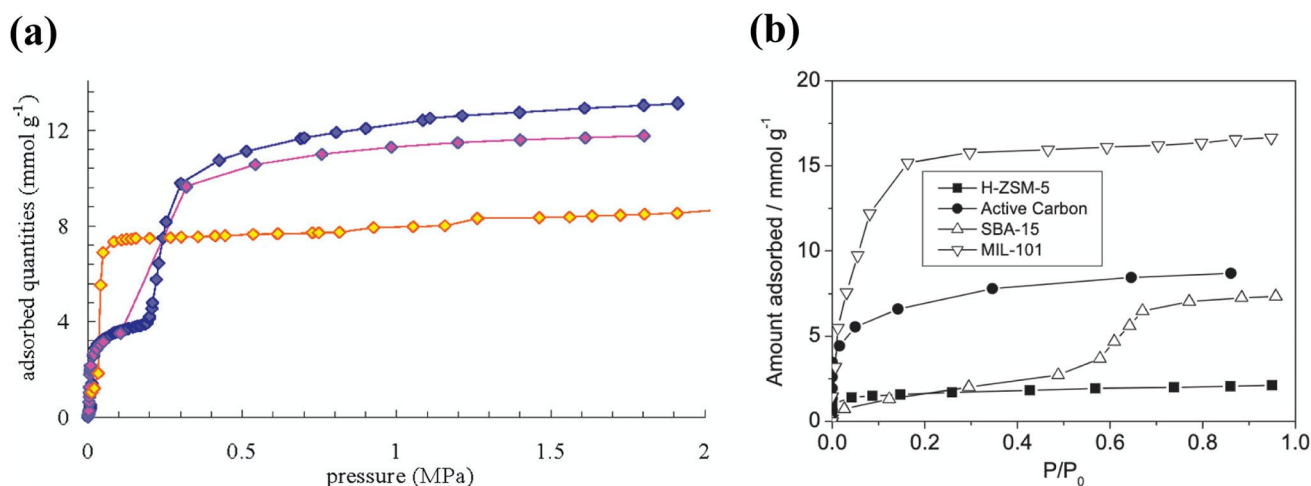 (a)
adsorbed quantities (mmol g⁻¹)
12
8
4
0
0
0.5
1
1.5
2
pressure (MPa)
(b)
Amount adsorbed / mmol g⁻¹
20
15
10
5
0
H-ZSM-5
Active Carbon
SBA-15
MIL-101
0.0
0.2
0.4
0.6
0.8
1.0
P/P₀